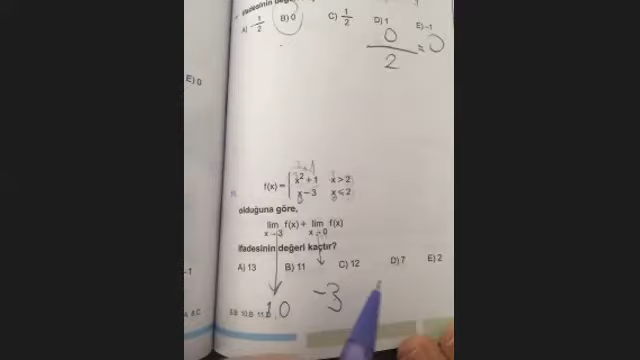 ifadesinin
A) -1/2 B) 0 C) 1/2 D) 1 E) -1
0/2 = 0
E) 0
f(x) = { x² + 1 x > 2
x − 3 x ⩽ 2
olduğuna göre,
lim f(x) + lim f(x)
x→3 x→0
ifadesinin değeri kaçtır?
A) 13 B) 11 C) 12 D) 7 E) 2
10 -3